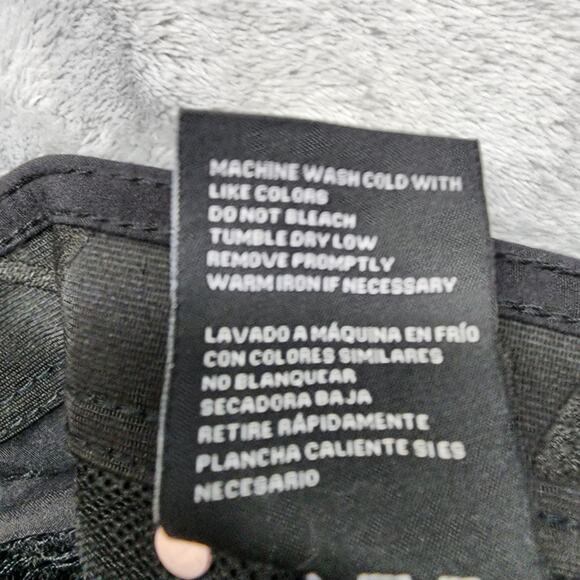 MACHINE WASH COLD WITH
LIKE COLORS
DO NOT BLEACH
TUMBLE DRY LOW
REMOVE PROMPTLY
WARM IRON IF NECESSARY
LAVADO A MÁQUINA EN FRÍO
CON COLORES SIMILARES
NO BLANQUEAR
SECADORA BAJA
RETIRE RÁPIDAMENTE
PLANCHA CALIENTE SI ES
NECESARIO